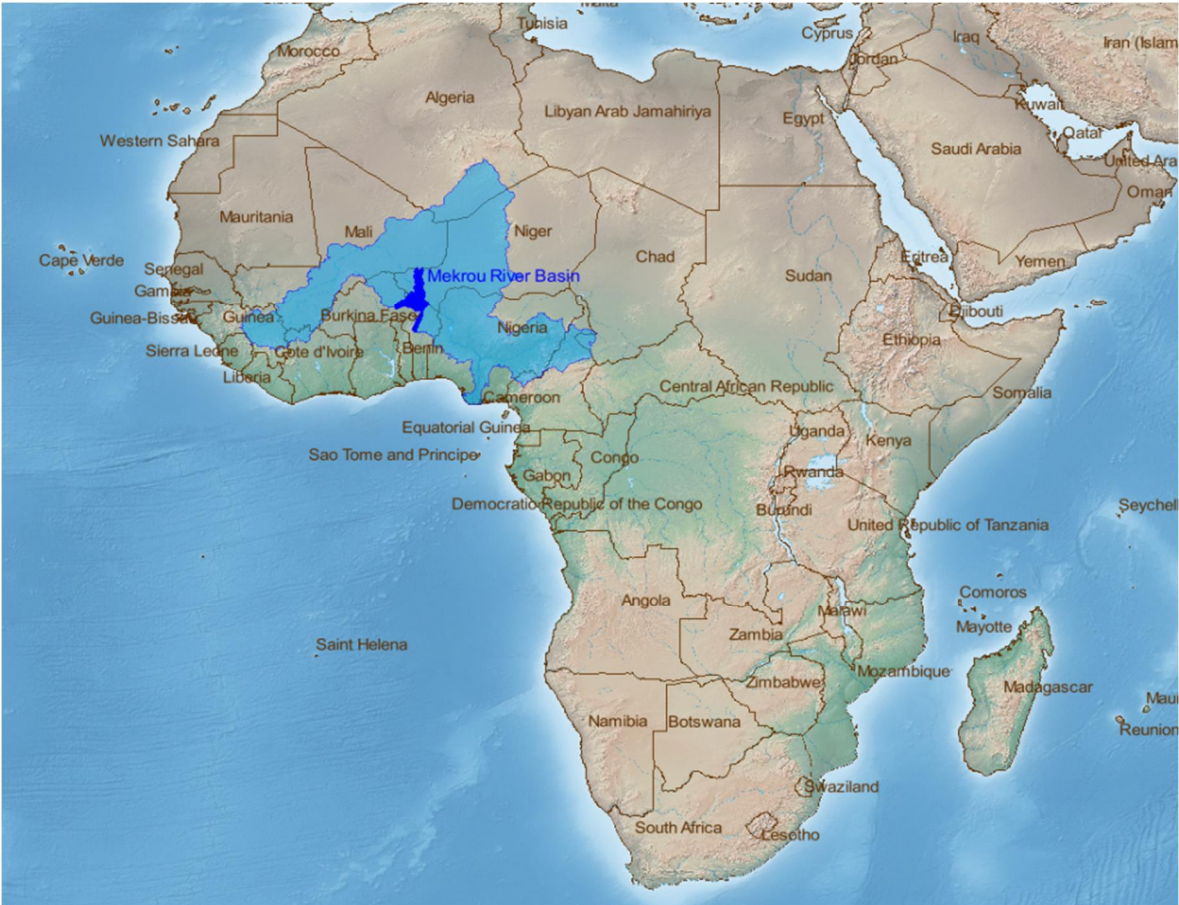 Malta
Tunisia
Cyprus
Iraq
Iran (Islam
Morocco
Jordan
Algeria
Libyan Arab Jamahiriya
Egypt
Kuwait
Qatar
Western Sahara
Saudi Arabia
United Ara
Oman
Mauritania
Mali
Niger
Chad
Eritrea
Yemen
Cape Verde
Senegal
Mekrou River Basin
Sudan
Gambia
Guinea-Bissau
Guinea
Burkina Faso
Nigeria
Djibouti
Ethiopia
Sierra Leone
Cote d'Ivoire
Benin
Liberia
Central African Republic
Somalia
Cameroon
Equatorial Guinea
Uganda
Kenya
Sao Tome and Principe
Congo
Gabon
Rwanda
Democratic Republic of the Congo
Burundi
United Republic of Tanzania
Seychell
Comoros
Angola
Malawi
Mayotte
Zambia
Saint Helena
Mozambique
Zimbabwe
Madagascar
Namibia
Botswana
Mau
Reunion
Swaziland
South Africa
Lesotho